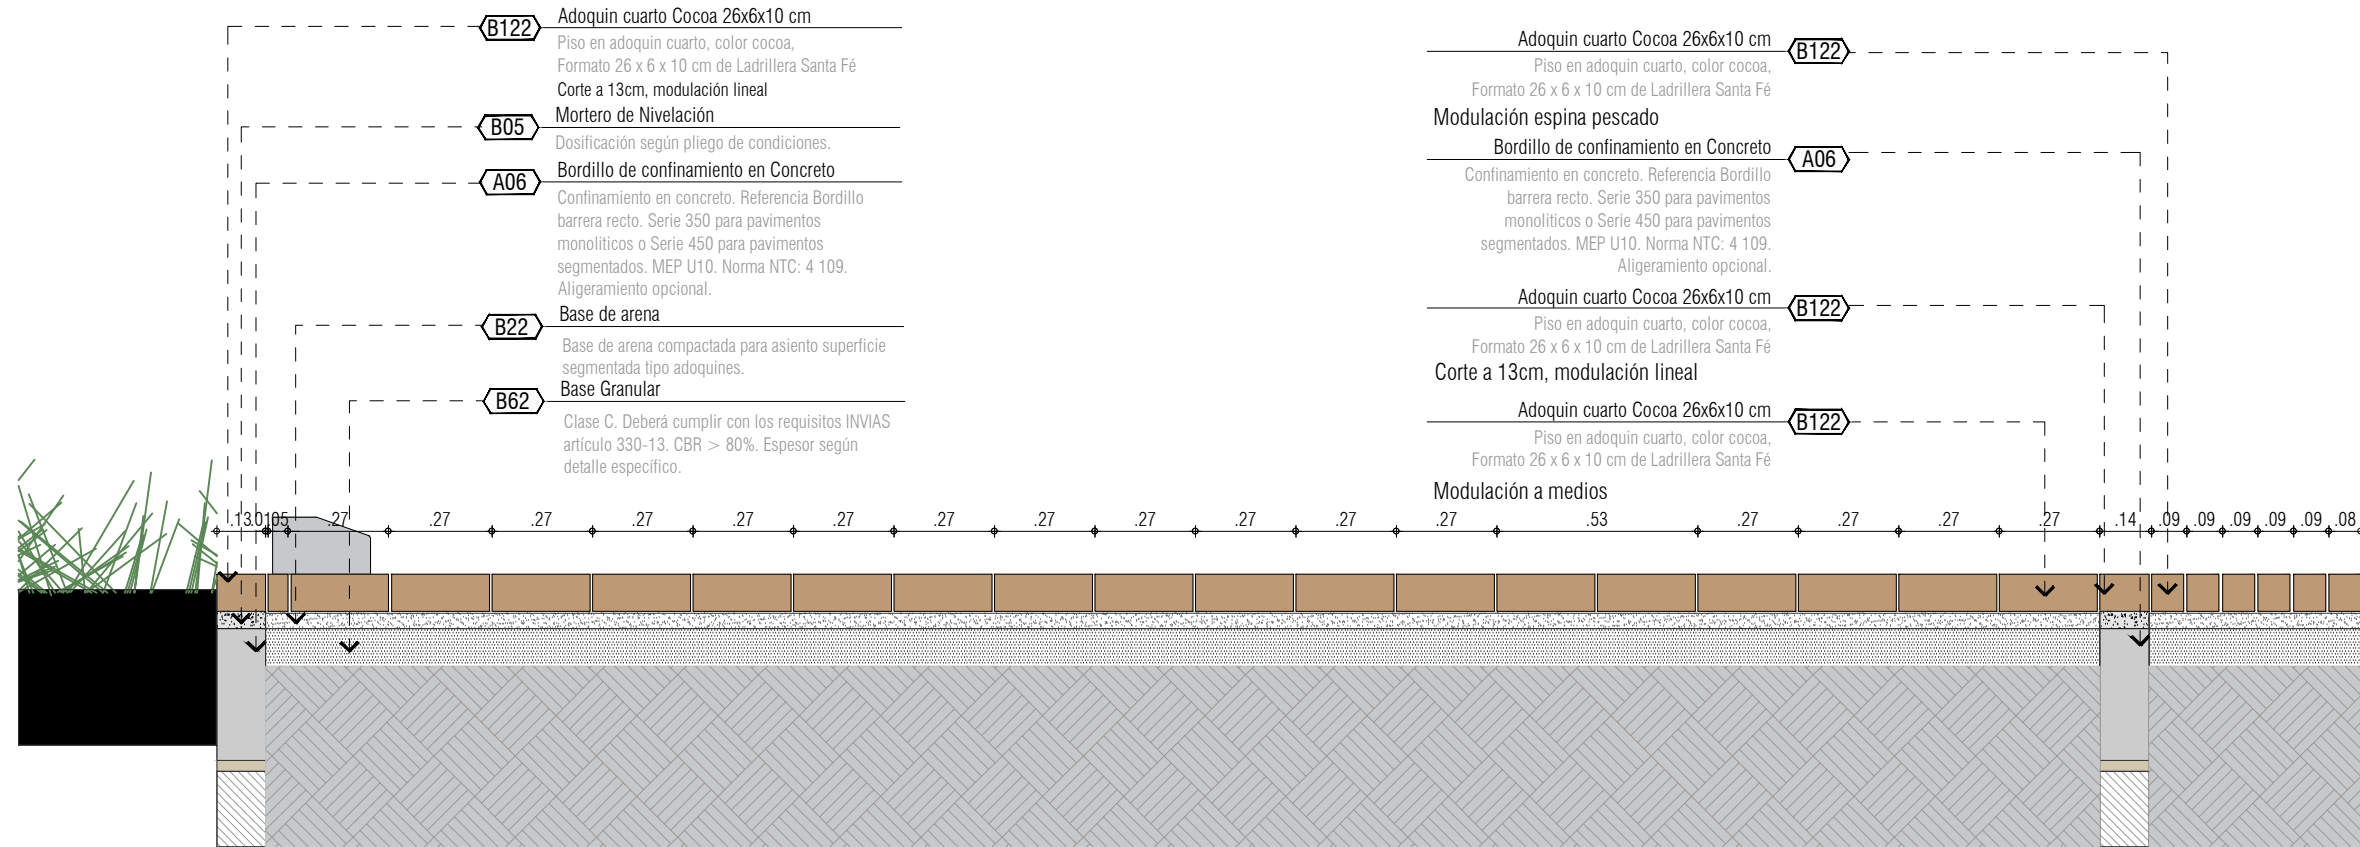 B122
Adoquin cuarto Cocoa 26x6x10 cm
Piso en adoquin cuarto, color cocoa,
Formato 26 x 6 x 10 cm de Ladrillera Santa Fé
Corte a 13cm, modulación lineal
B05
Mortero de Nivelación
Dosificación según pliego de condiciones.
A06
Bordillo de confinamiento en Concreto
Confinamiento en concreto. Referencia Bordillo
barrera recto. Serie 350 para pavimentos
monoliticos o Serie 450 para pavimentos
segmentados. MEP U10. Norma NTC: 4 109.
Aligeramiento opcional.
B22
Base de arena
Base de arena compactada para asiento superficie
segmentada tipo adoquines.
B62
Base Granular
Clase C. Deberá cumplir con los requisitos INVIAS
artículo 330-13. CBR > 80%. Espesor según
detalle específico.
Adoquin cuarto Cocoa 26x6x10 cm
B122
Piso en adoquin cuarto, color cocoa,
Formato 26 x 6 x 10 cm de Ladrillera Santa Fé
Modulación espina pescado
Bordillo de confinamiento en Concreto
A06
Confinamiento en concreto. Referencia Bordillo
barrera recto. Serie 350 para pavimentos
monoliticos o Serie 450 para pavimentos
segmentados. MEP U10. Norma NTC: 4 109.
Aligeramiento opcional.
Adoquin cuarto Cocoa 26x6x10 cm
B122
Piso en adoquin cuarto, color cocoa,
Formato 26 x 6 x 10 cm de Ladrillera Santa Fé
Corte a 13cm, modulación lineal
Adoquin cuarto Cocoa 26x6x10 cm
B122
Piso en adoquin cuarto, color cocoa,
Formato 26 x 6 x 10 cm de Ladrillera Santa Fé
Modulación a medios
.13 .01 .05 .27 .27 .27 .27 .27 .27 .27 .27 .27 .27 .27 .27 .53 .27 .27 .27 .27 .14 .09 .09 .09 .09 .09 .08